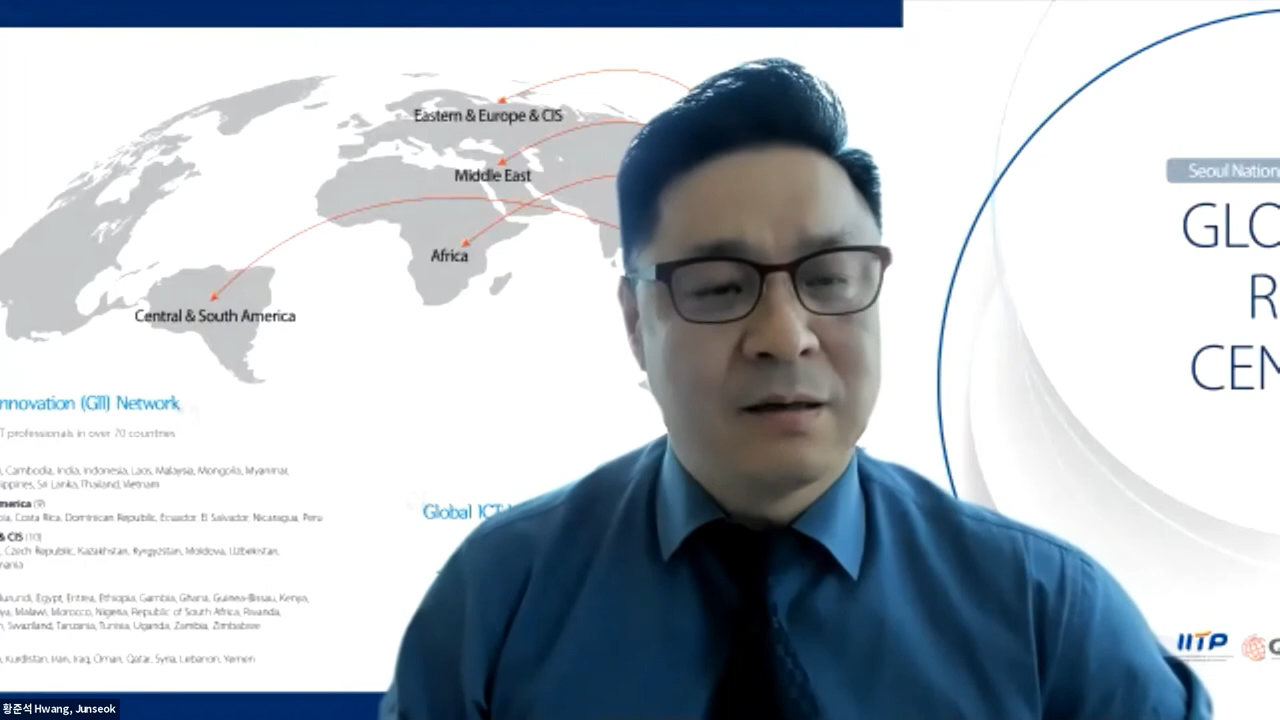 Eastern & Europe & CIS
Middle East
Africa
Central & South America
nnovation (GII) Network
T professionals in over 70 countries
, Cambodia, India, Indonesia, Laos, Malaysia, Mongolia, Myanmar,
ippines, Sri Lanka, Thailand, Vietnam
merica (9)
bia, Costa Rica, Dominican Republic, Ecuador, El Salvador, Nicaragua, Peru
& CIS (10)
, Czech Republic, Kazakhstan, Kyrgyzstan, Moldova, Uzbekistan,
mania
Burundi, Egypt, Eritrea, Ethiopia, Gambia, Ghana, Guinea-Bissau, Kenya,
ya, Malawi, Morocco, Nigeria, Republic of South Africa, Rwanda,
n, Swaziland, Tanzania, Tunisia, Uganda, Zambia, Zimbabwe
, Kurdistan, Iran, Iraq, Oman, Qatar, Syria, Lebanon, Yemen
Global ICT
Seoul Nation
GLO
R
CEN
IITP
G
황준석 Hwang, Junseok